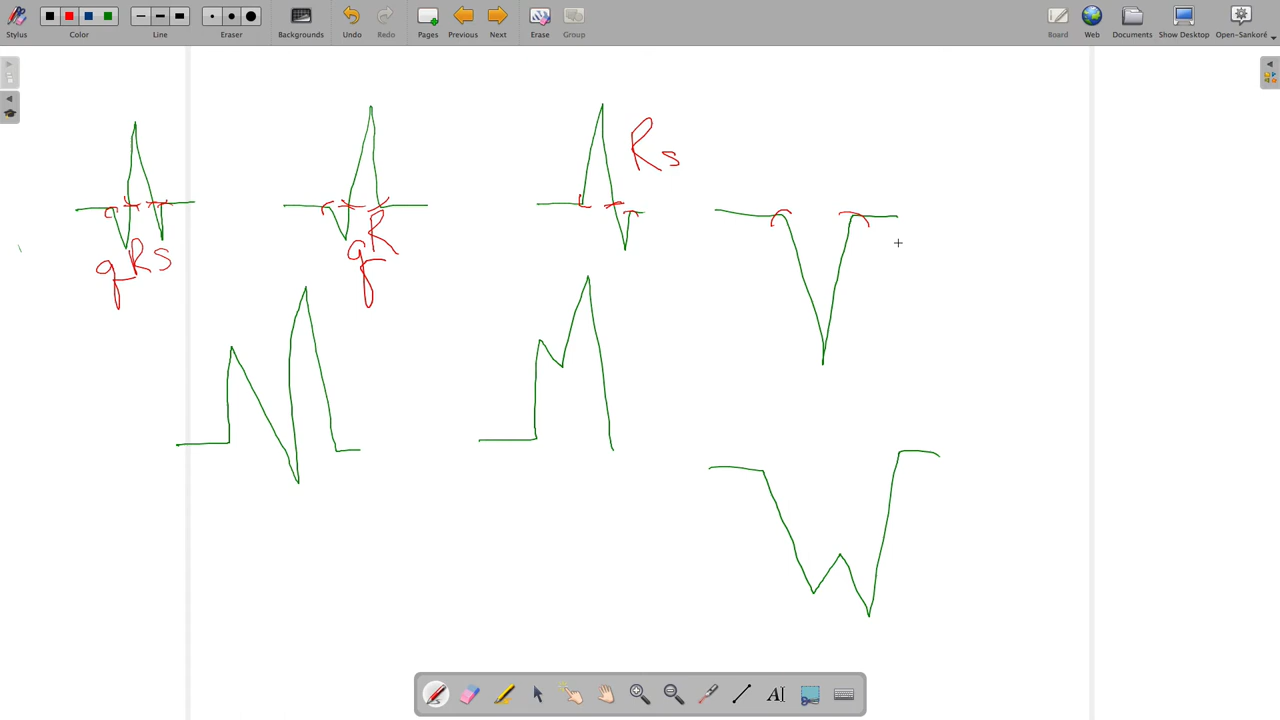 Stylus Color Line Eraser Backgrounds Undo Redo Pages Previous Next Erase Group Board Web Documents Show Desktop Open-Sankoré
Rs
qRs
qR
AI